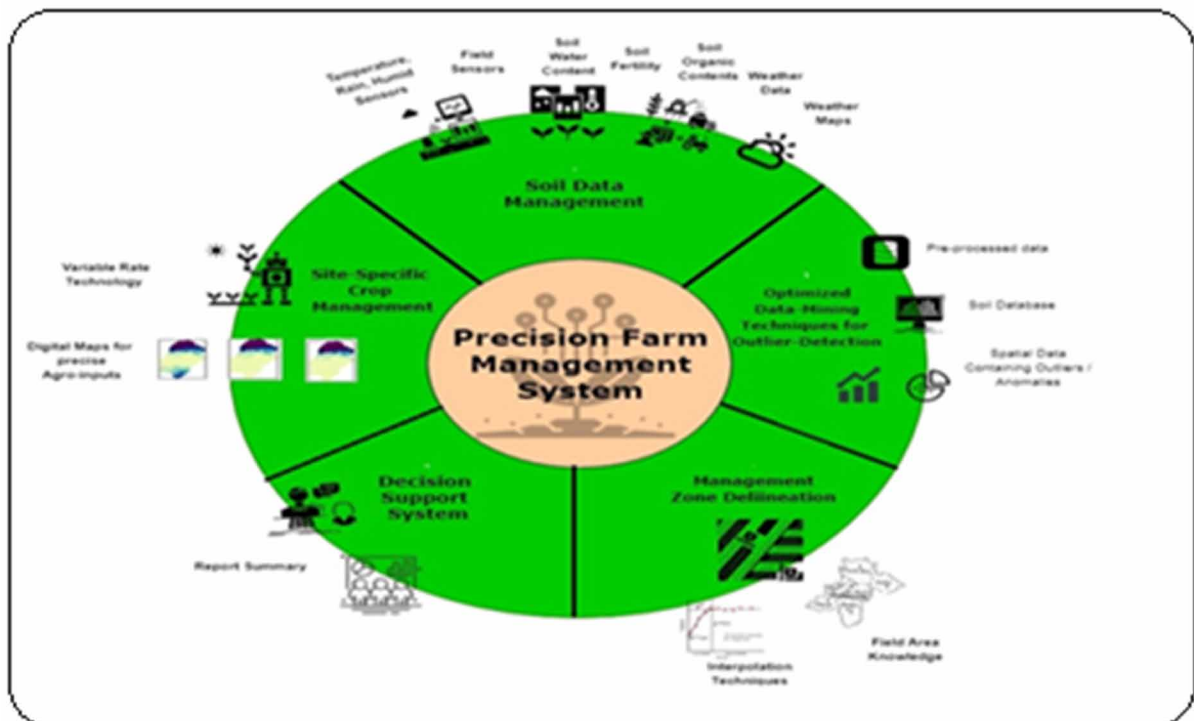 Temperature,
Rain, Humid
Sensors
Field
Sensors
Soil
Water
Content
Soil
Fertility
Soil
Organic
Contents
Weather
Data
Weather
Maps
Soil Data
Management
Pre-processed data
Optimized
Data-Mining
Techniques for
Outlier-Detection
Soil Database
Spatial Data
Containing Outliers /
Anomalies
Variable Rate
Technology
Site-Specific
Crop
Management
Digital Maps for
precise
Agro-inputs
Precision Farm
Management
System
Decision
Support
System
Report Summary
Management
Zone Deliineation
Interpolation
Techniques
Field Area
Knowledge